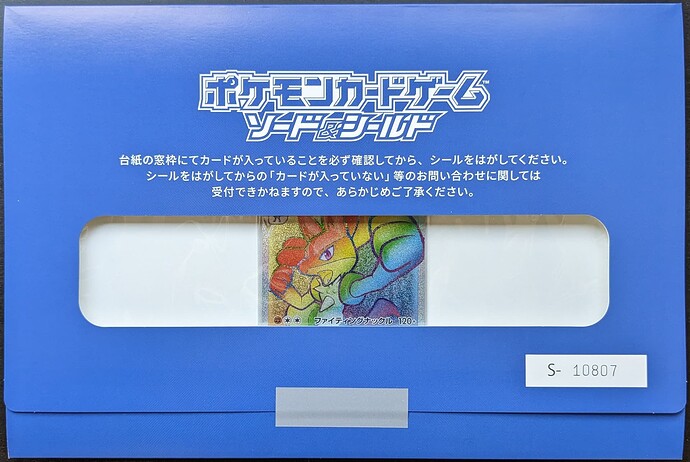 ポケモンカードゲーム™
ソード&シールド
台紙の窓枠にてカードが入っていることを必ず確認してから、シールをはがしてください。
シールをはがしてからの「カードが入っていない」等のお問い合わせに関しては
受付できかねますので、あらかじめご了承ください。
ファイティングナックル 120+
S- 10807